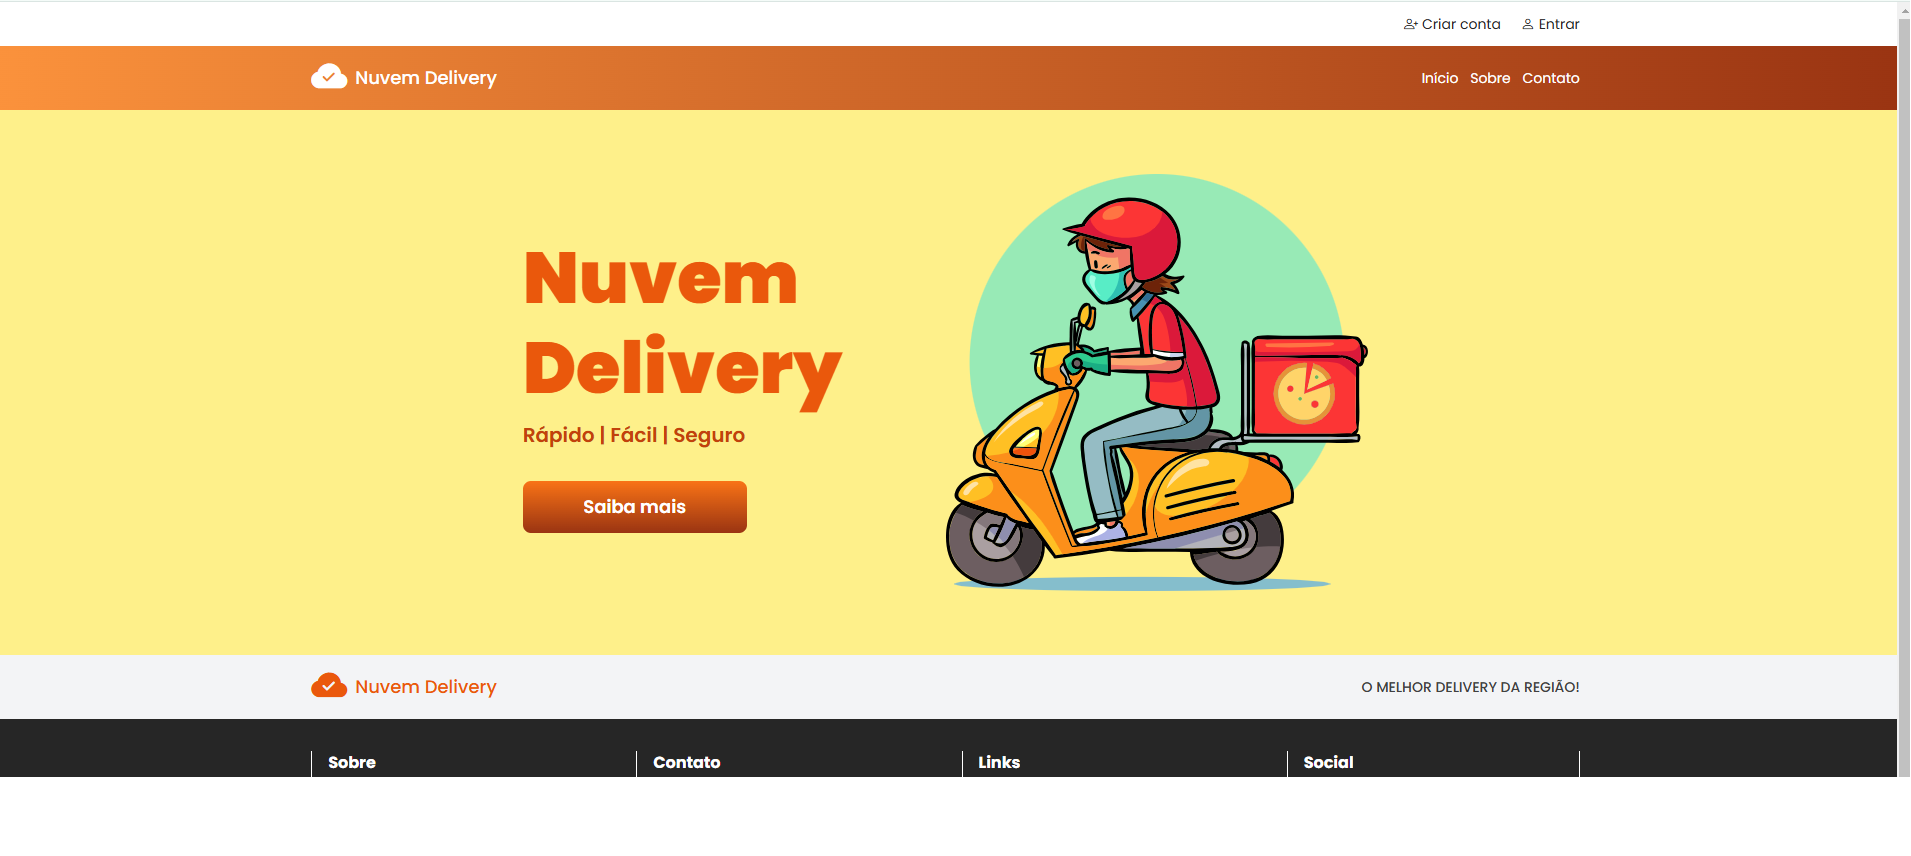 Criar conta Entrar
Nuvem Delivery Início Sobre Contato
Nuvem
Delivery
Rápido | Fácil | Seguro
Saiba mais
Nuvem Delivery O MELHOR DELIVERY DA REGIÃO!
Sobre Contato Links Social